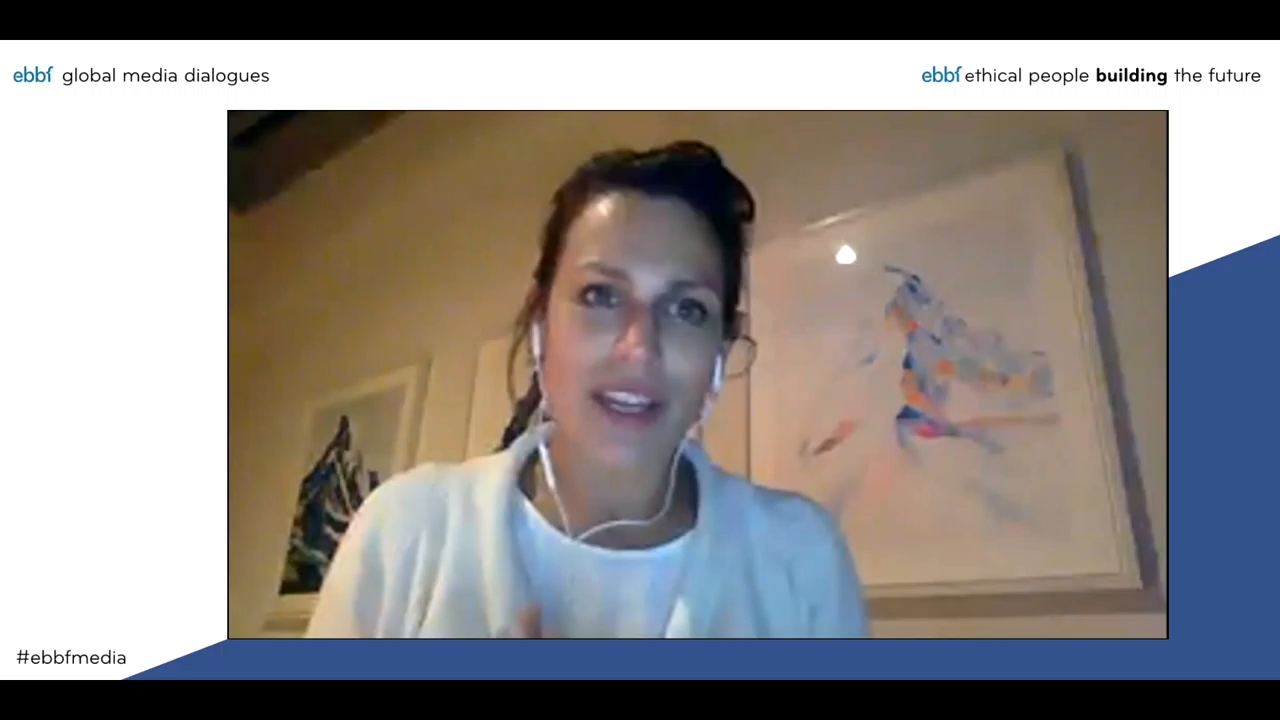 ebbf global media dialogues
ebbf ethical people building the future
#ebbfmedia